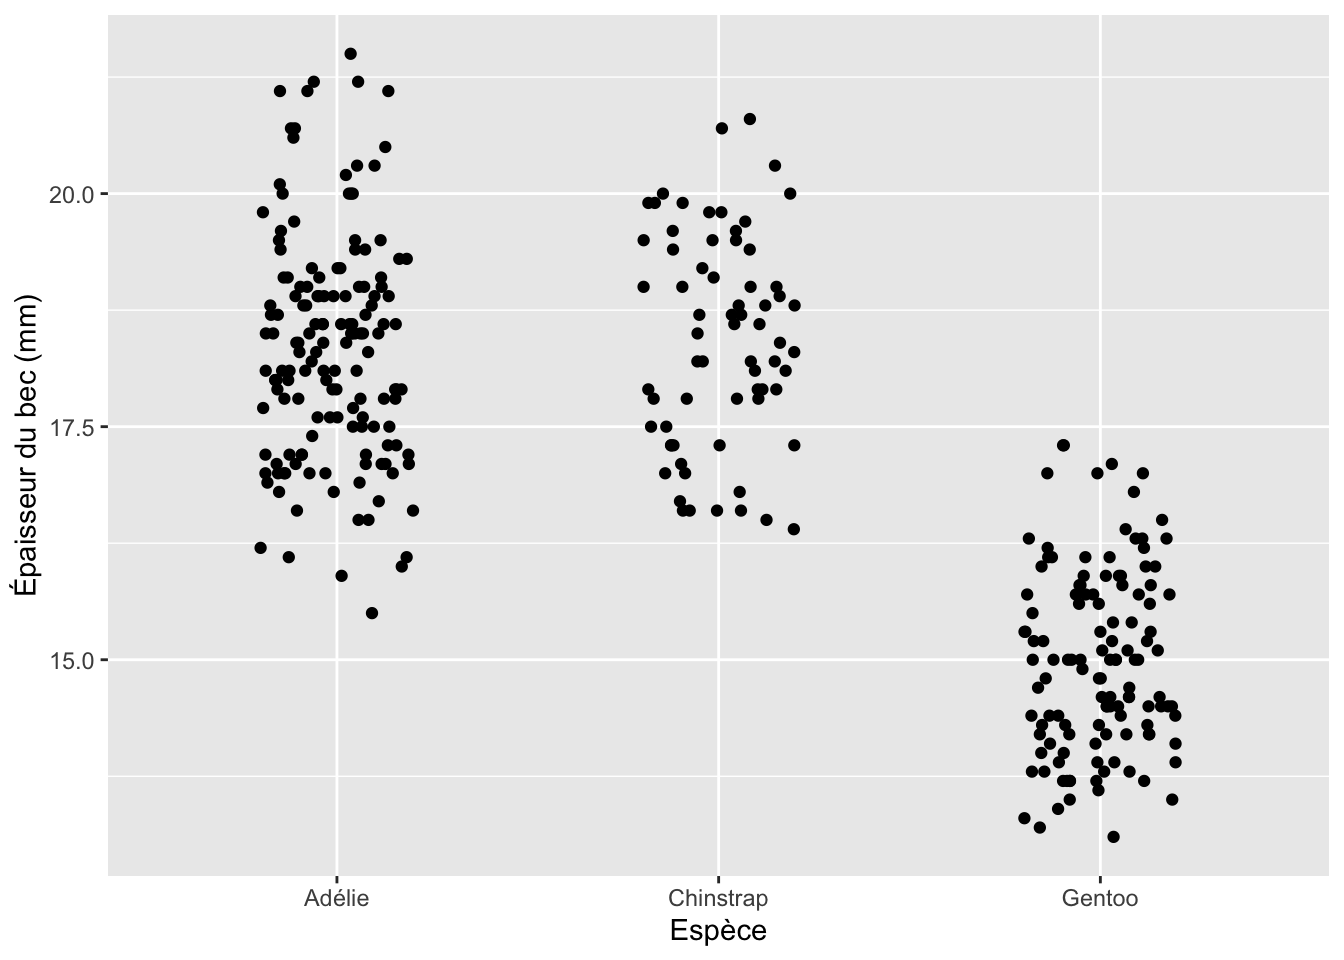 Épaisseur du bec (mm)
20.0
17.5
15.0
Adélie
Chinstrap
Gentoo
Espèce